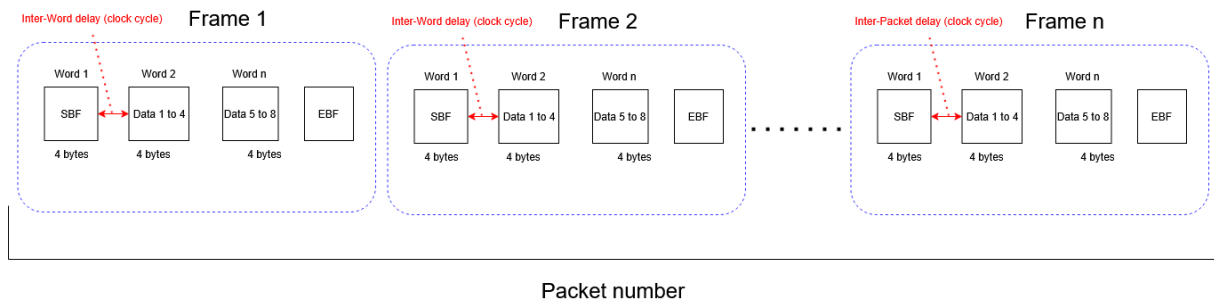 Inter-Word delay (clock cycle)
Frame 1
Word 1
Word 2
Word n
SBF
Data 1 to 4
Data 5 to 8
EBF
4 bytes
4 bytes
4 bytes
Inter-Word delay (clock cycle)
Frame 2
Word 1
Word 2
Word n
SBF
Data 1 to 4
Data 5 to 8
EBF
4 bytes
4 bytes
4 bytes
Inter-Packet delay (clock cycle)
Frame n
Word 1
Word 2
Word n
SBF
Data 1 to 4
Data 5 to 8
EBF
4 bytes
4 bytes
4 bytes
Packet number